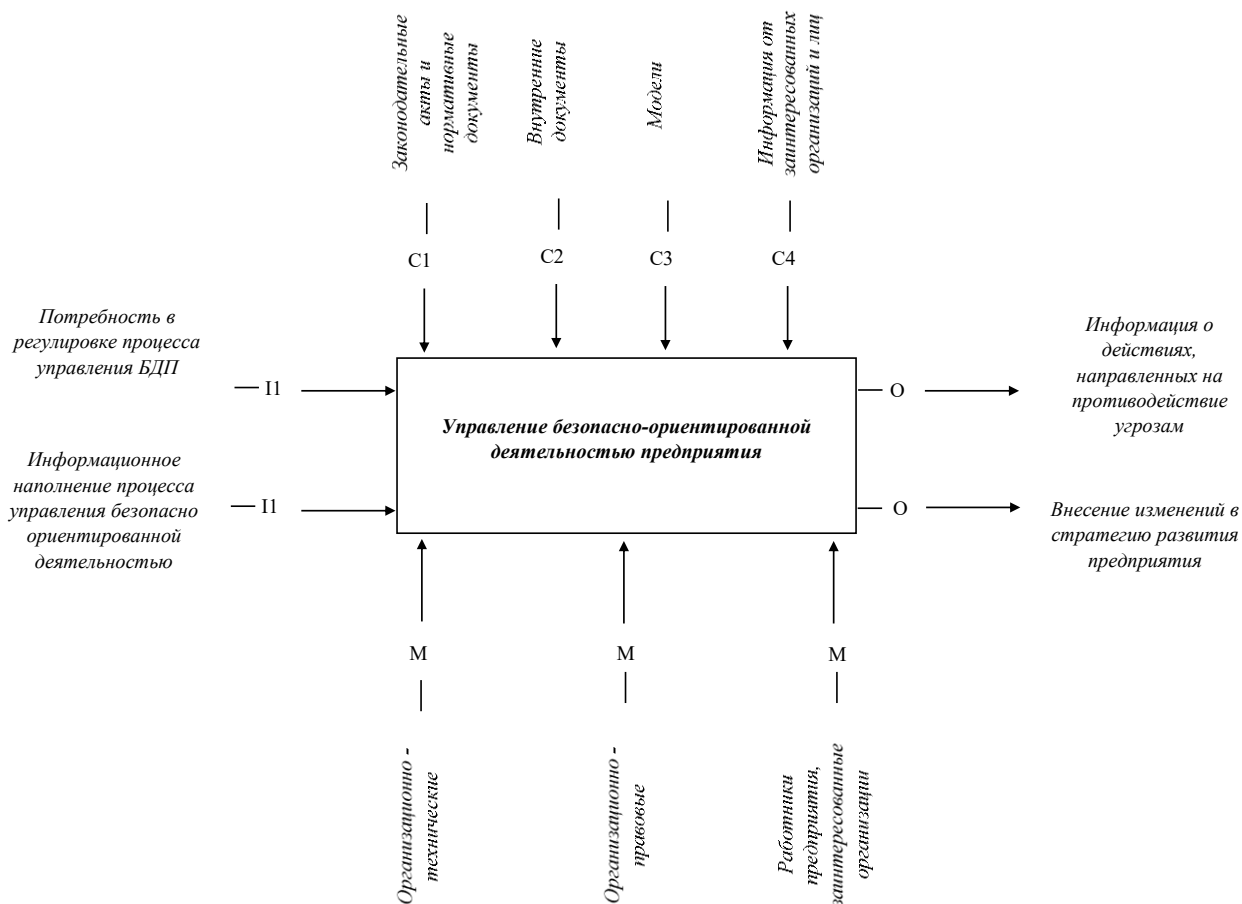 Законодательные
акты и
нормативные
документы
Внутренние
документы
Модели
Информация от
заинтересованных
организаций и лиц
C1
C2
C3
C4
Потребность в
регулировке процесса
управления БДП
I1
Информационное
наполнение процесса
управления безопасно
ориентированной
деятельностью
I1
Управление безопасно-ориентированной
деятельностью предприятия
O
Информация о
действиях,
направленных на
противодействие
угрозам
O
Внесение изменений в
стратегию развития
предприятия
M
M
M
Организационно -
технические
Организационно -
правовые
Работники
предприятия,
заинтересованные
организации